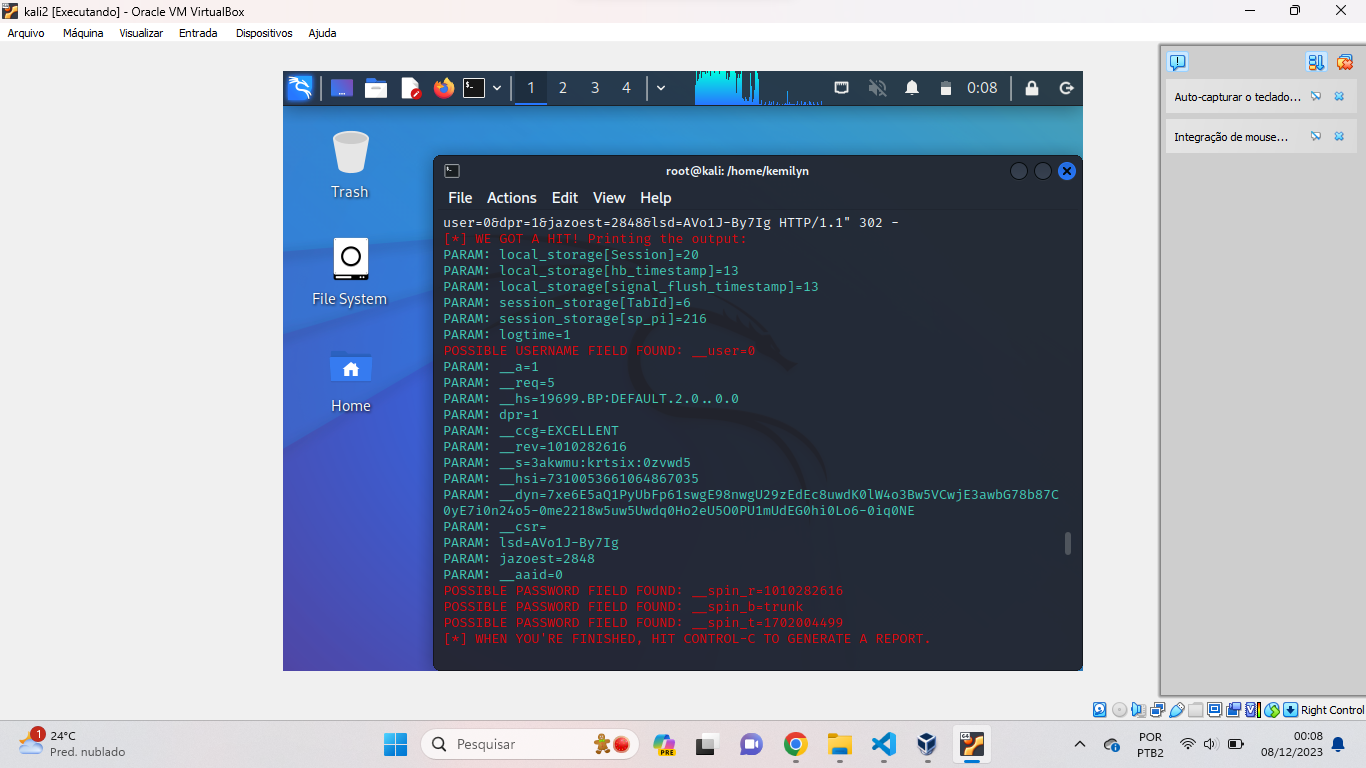 kali2 [Executando] - Oracle VM VirtualBox
Arquivo Máquina Visualizar Entrada Dispositivos Ajuda
1 2 3 4 0:08
Auto-capturar o teclado...
Integração de mouse...
Trash
File System
Home
root@kali: /home/kemilyn
File Actions Edit View Help
user=0&dpr=1&jazoest=2848&lsd=AVo1J-By7Ig HTTP/1.1" 302 -
[*] WE GOT A HIT! Printing the output:
PARAM: local_storage[Session]=20
PARAM: local_storage[hb_timestamp]=13
PARAM: local_storage[signal_flush_timestamp]=13
PARAM: session_storage[TabId]=6
PARAM: session_storage[sp_pi]=216
PARAM: logtime=1
POSSIBLE USERNAME FIELD FOUND: __user=0
PARAM: __a=1
PARAM: __req=5
PARAM: __hs=19699.BP:DEFAULT.2.0..0.0
PARAM: dpr=1
PARAM: __ccg=EXCELLENT
PARAM: __rev=1010282616
PARAM: __s=3akwmu:krtsix:0zvwd5
PARAM: __hsi=7310053661064867035
PARAM: __dyn=7xe6E5aQ1PyUbFp61swgE98nwgU29zEdEc8uwdK0lW4o3Bw5VCwjE3awbG78b87C
0yE7i0n24o5-0me2218w5uw5Uwdq0Ho2eU5O0PU1mUdEG0hi0Lo6-0iq0NE
PARAM: __csr=
PARAM: lsd=AVo1J-By7Ig
PARAM: jazoest=2848
PARAM: __aaid=0
POSSIBLE PASSWORD FIELD FOUND: __spin_r=1010282616
POSSIBLE PASSWORD FIELD FOUND: __spin_b=trunk
POSSIBLE PASSWORD FIELD FOUND: __spin_t=1702004499
[*] WHEN YOU'RE FINISHED, HIT CONTROL-C TO GENERATE A REPORT.
Right Control
1
24°C
Pred. nublado
Pesquisar
PRE
64
POR
PTB2
00:08
08/12/2023